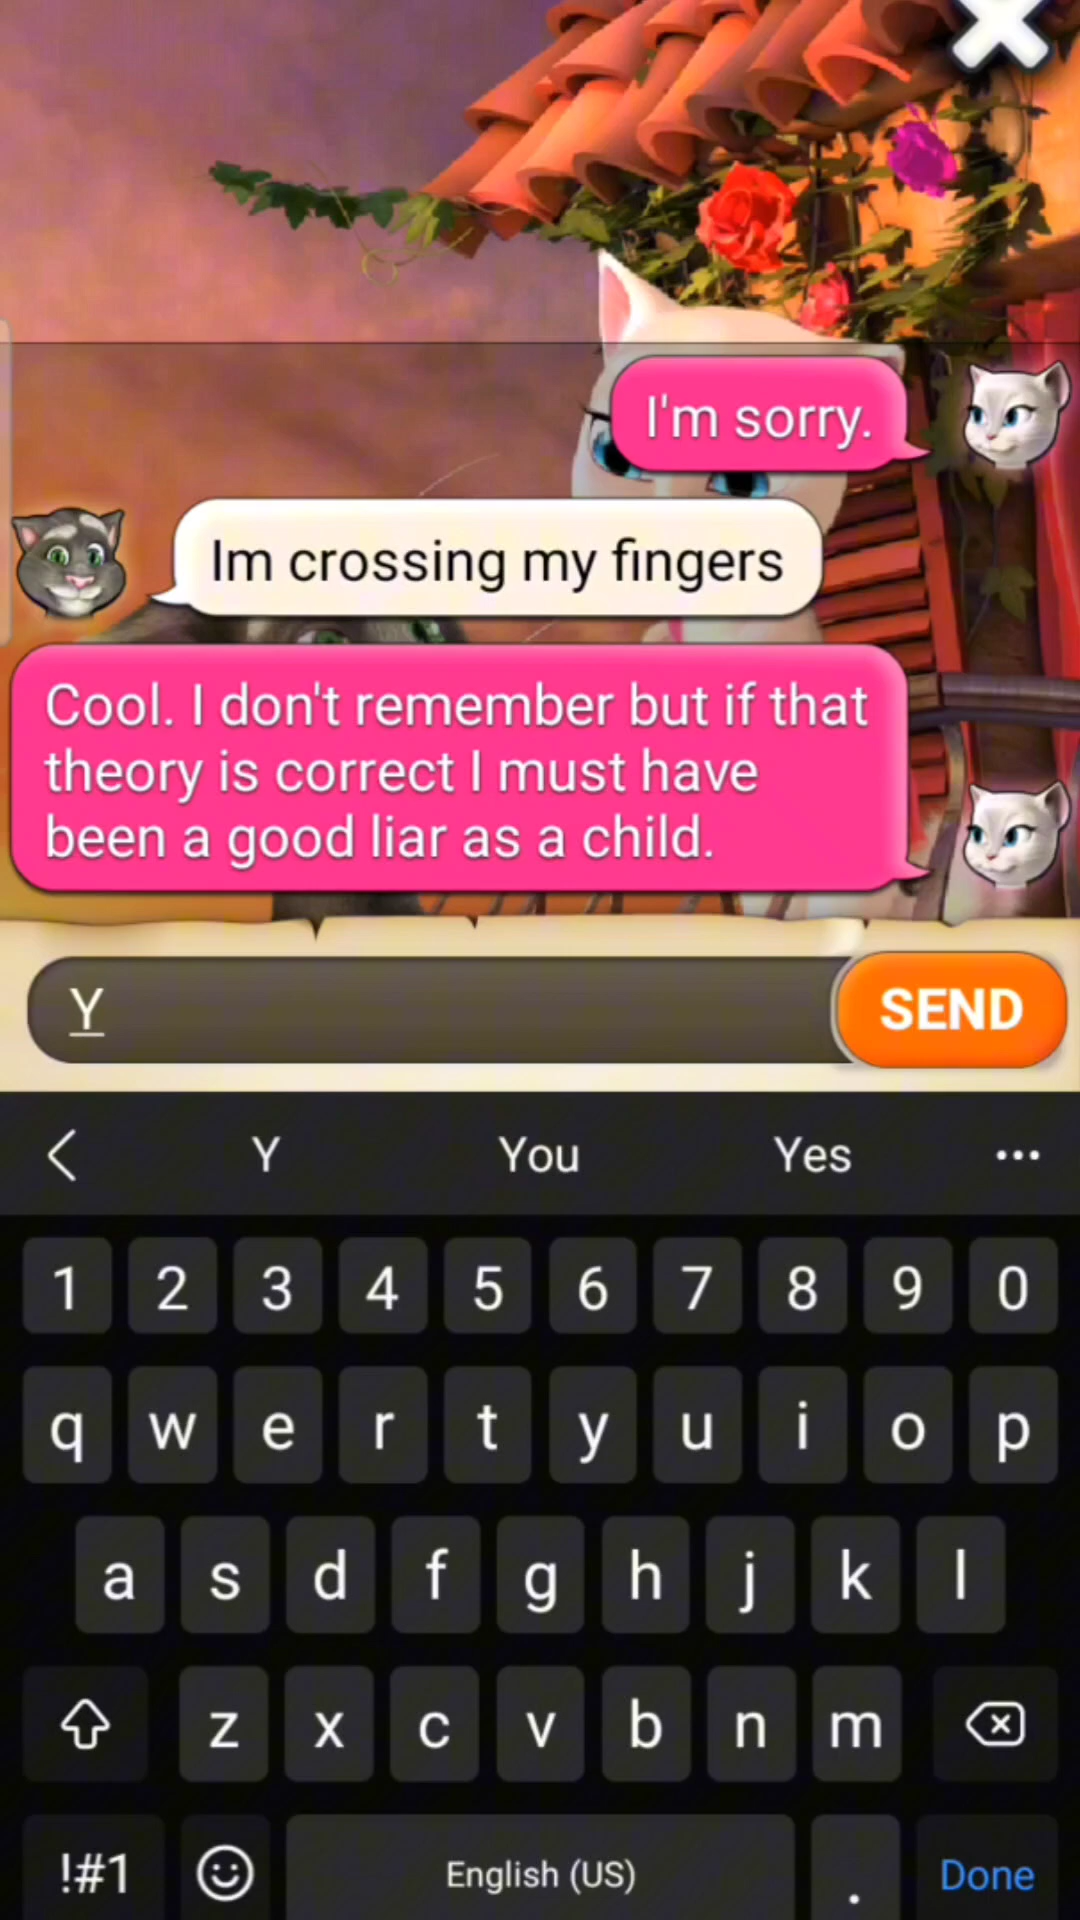 I'm sorry.
Im crossing my fingers
Cool. I don't remember but if that
theory is correct I must have
been a good liar as a child.
Y
SEND
Y You Yes
1 2 3 4 5 6 7 8 9 0
q w e r t y u i o p
a s d f g h j k l
z x c v b n m
!#1 English (US) . Done